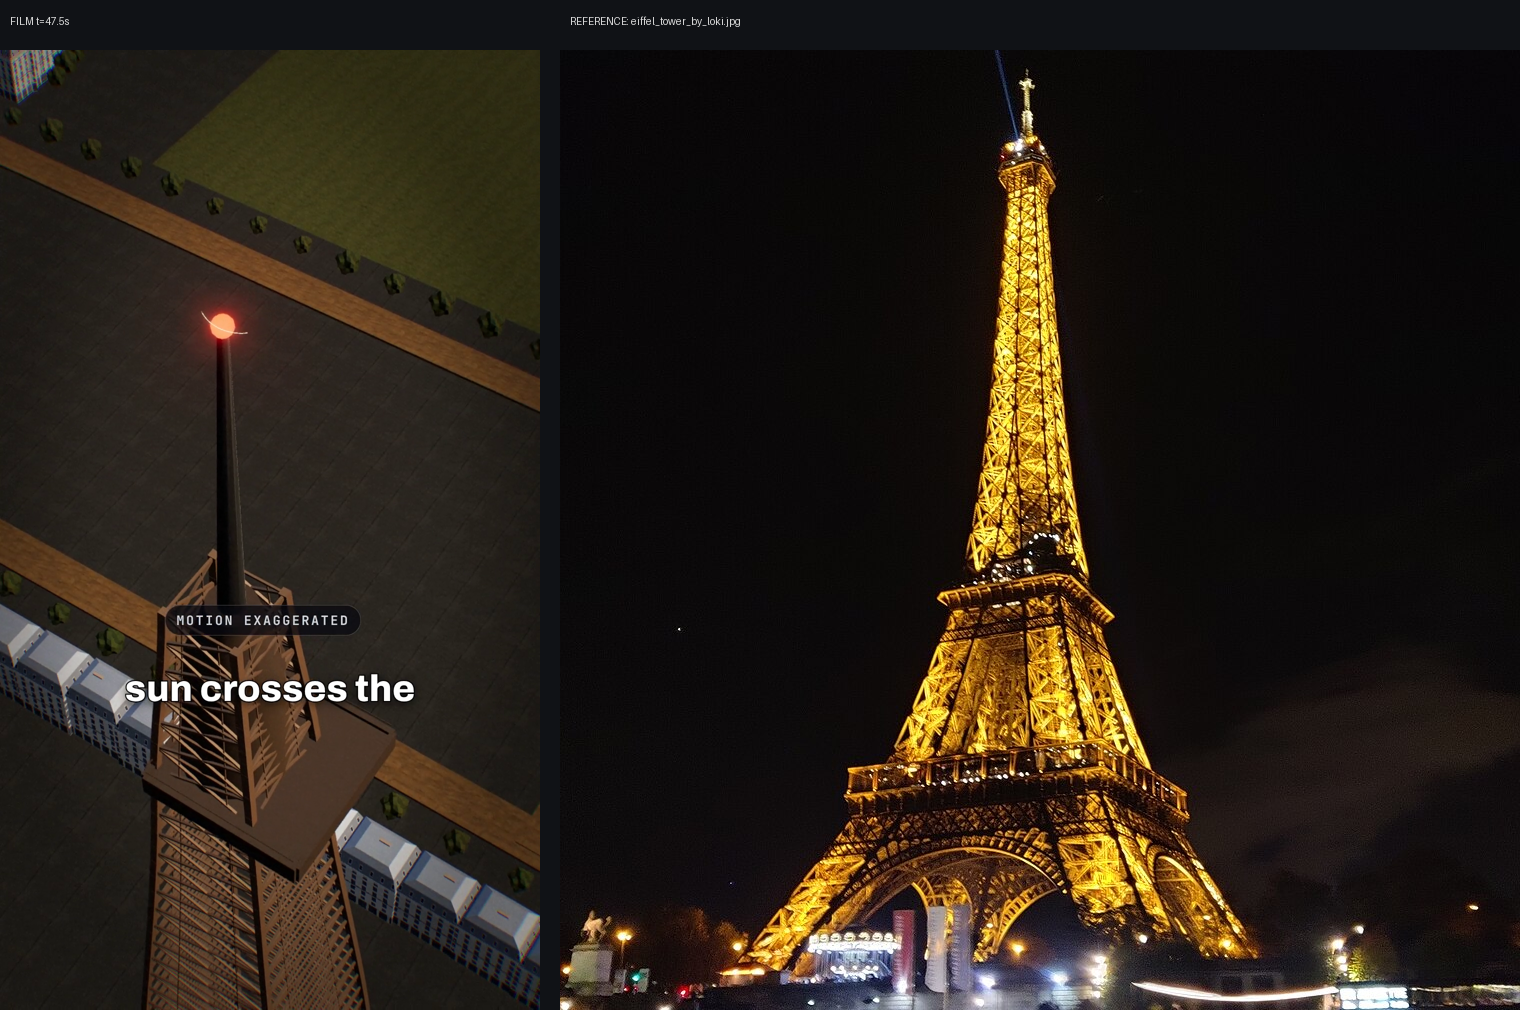 FILM t=47.5s
REFERENCE: eiffel_tower_by_loki.jpg
MOTION EXAGGERATED
sun crosses the